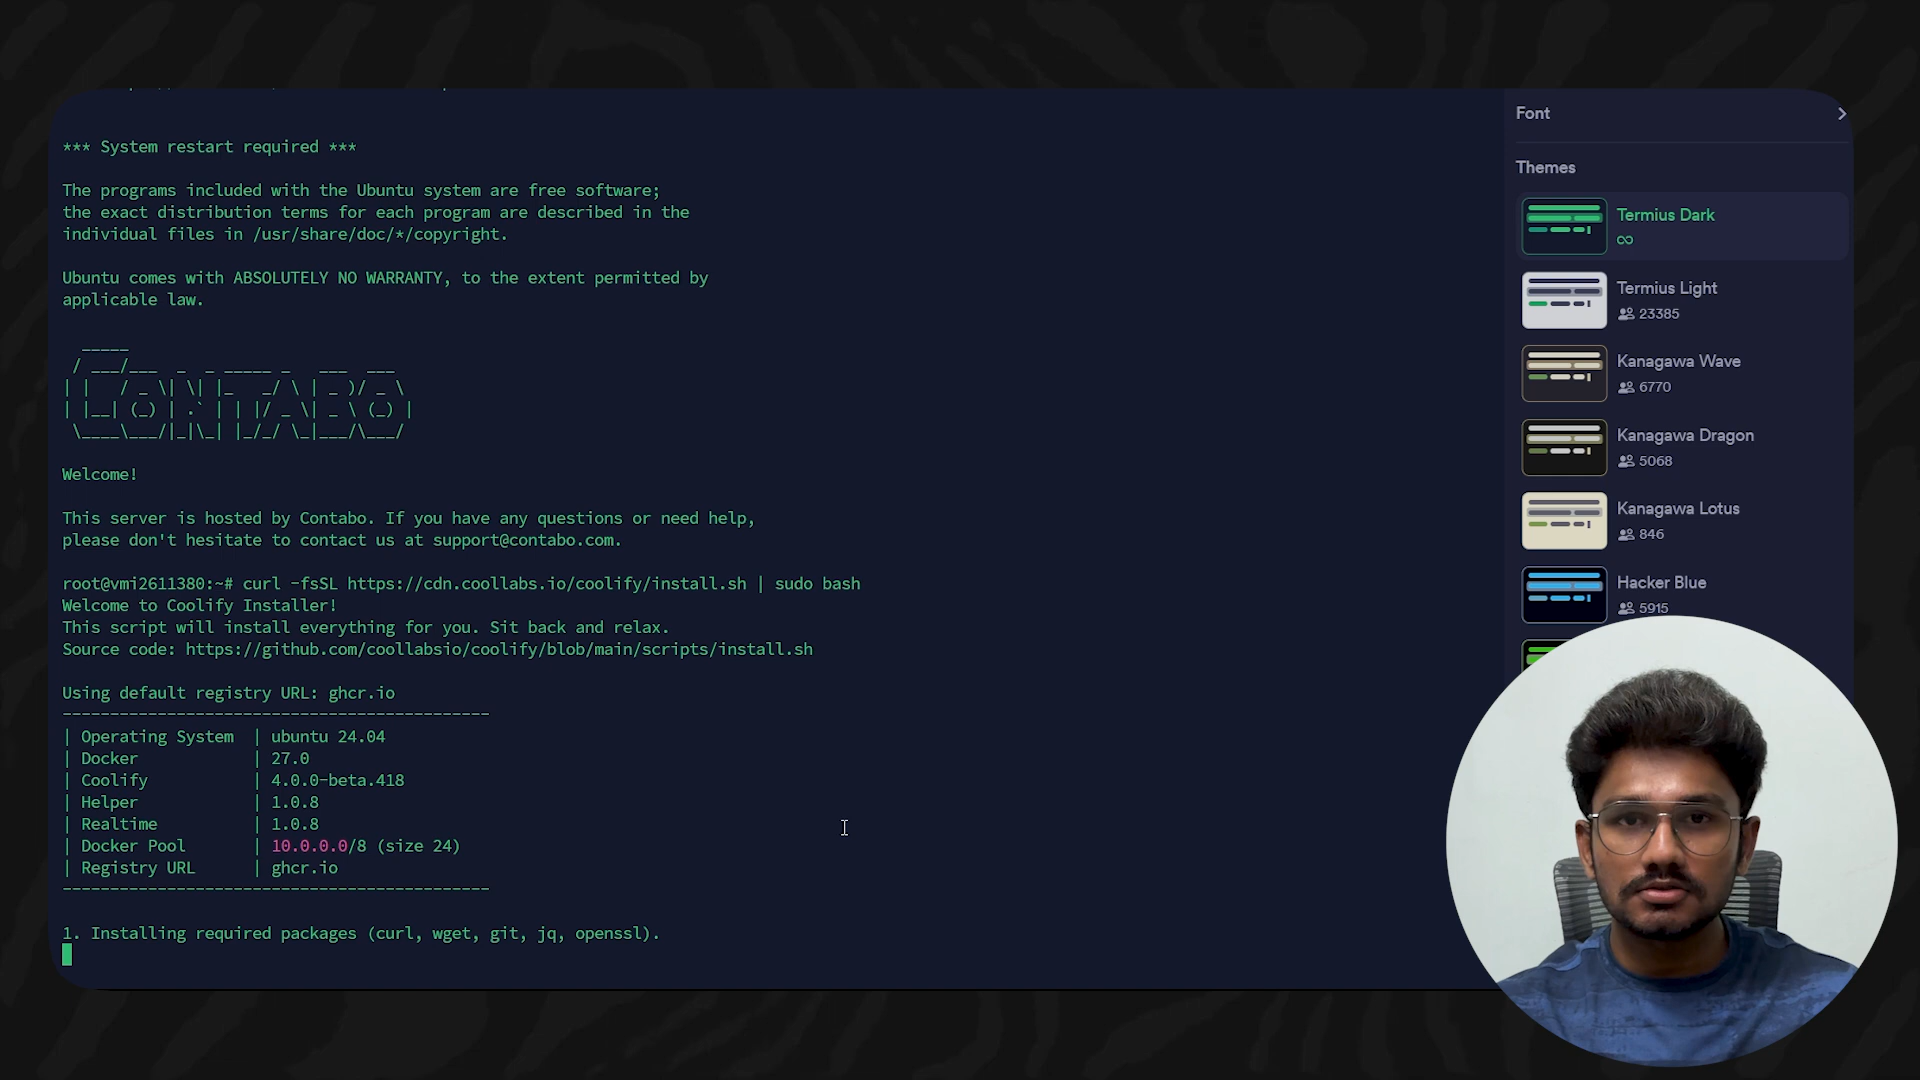 *** System restart required ***
The programs included with the Ubuntu system are free software;
the exact distribution terms for each program are described in the
individual files in /usr/share/doc/*/copyright.
Ubuntu comes with ABSOLUTELY NO WARRANTY, to the extent permitted by
applicable law.
CONTABO
Welcome!
This server is hosted by Contabo. If you have any questions or need help,
please don't hesitate to contact us at support@contabo.com.
root@vmi2611380:~# curl -fsSL https://cdn.coollabs.io/coolify/install.sh | sudo bash
Welcome to Coolify Installer!
This script will install everything for you. Sit back and relax.
Source code: https://github.com/coollabsio/coolify/blob/main/scripts/install.sh
Using default registry URL: ghcr.io
---------------------------------------------
| Operating System  | ubuntu 24.04
| Docker            | 27.0
| Coolify           | 4.0.0-beta.418
| Helper            | 1.0.8
| Realtime          | 1.0.8
| Docker Pool       | 10.0.0.0/8 (size 24)
| Registry URL      | ghcr.io
---------------------------------------------
1. Installing required packages (curl, wget, git, jq, openssl).
Font
Themes
Termius Dark
∞
Termius Light
23385
Kanagawa Wave
6770
Kanagawa Dragon
5068
Kanagawa Lotus
846
Hacker Blue
5915